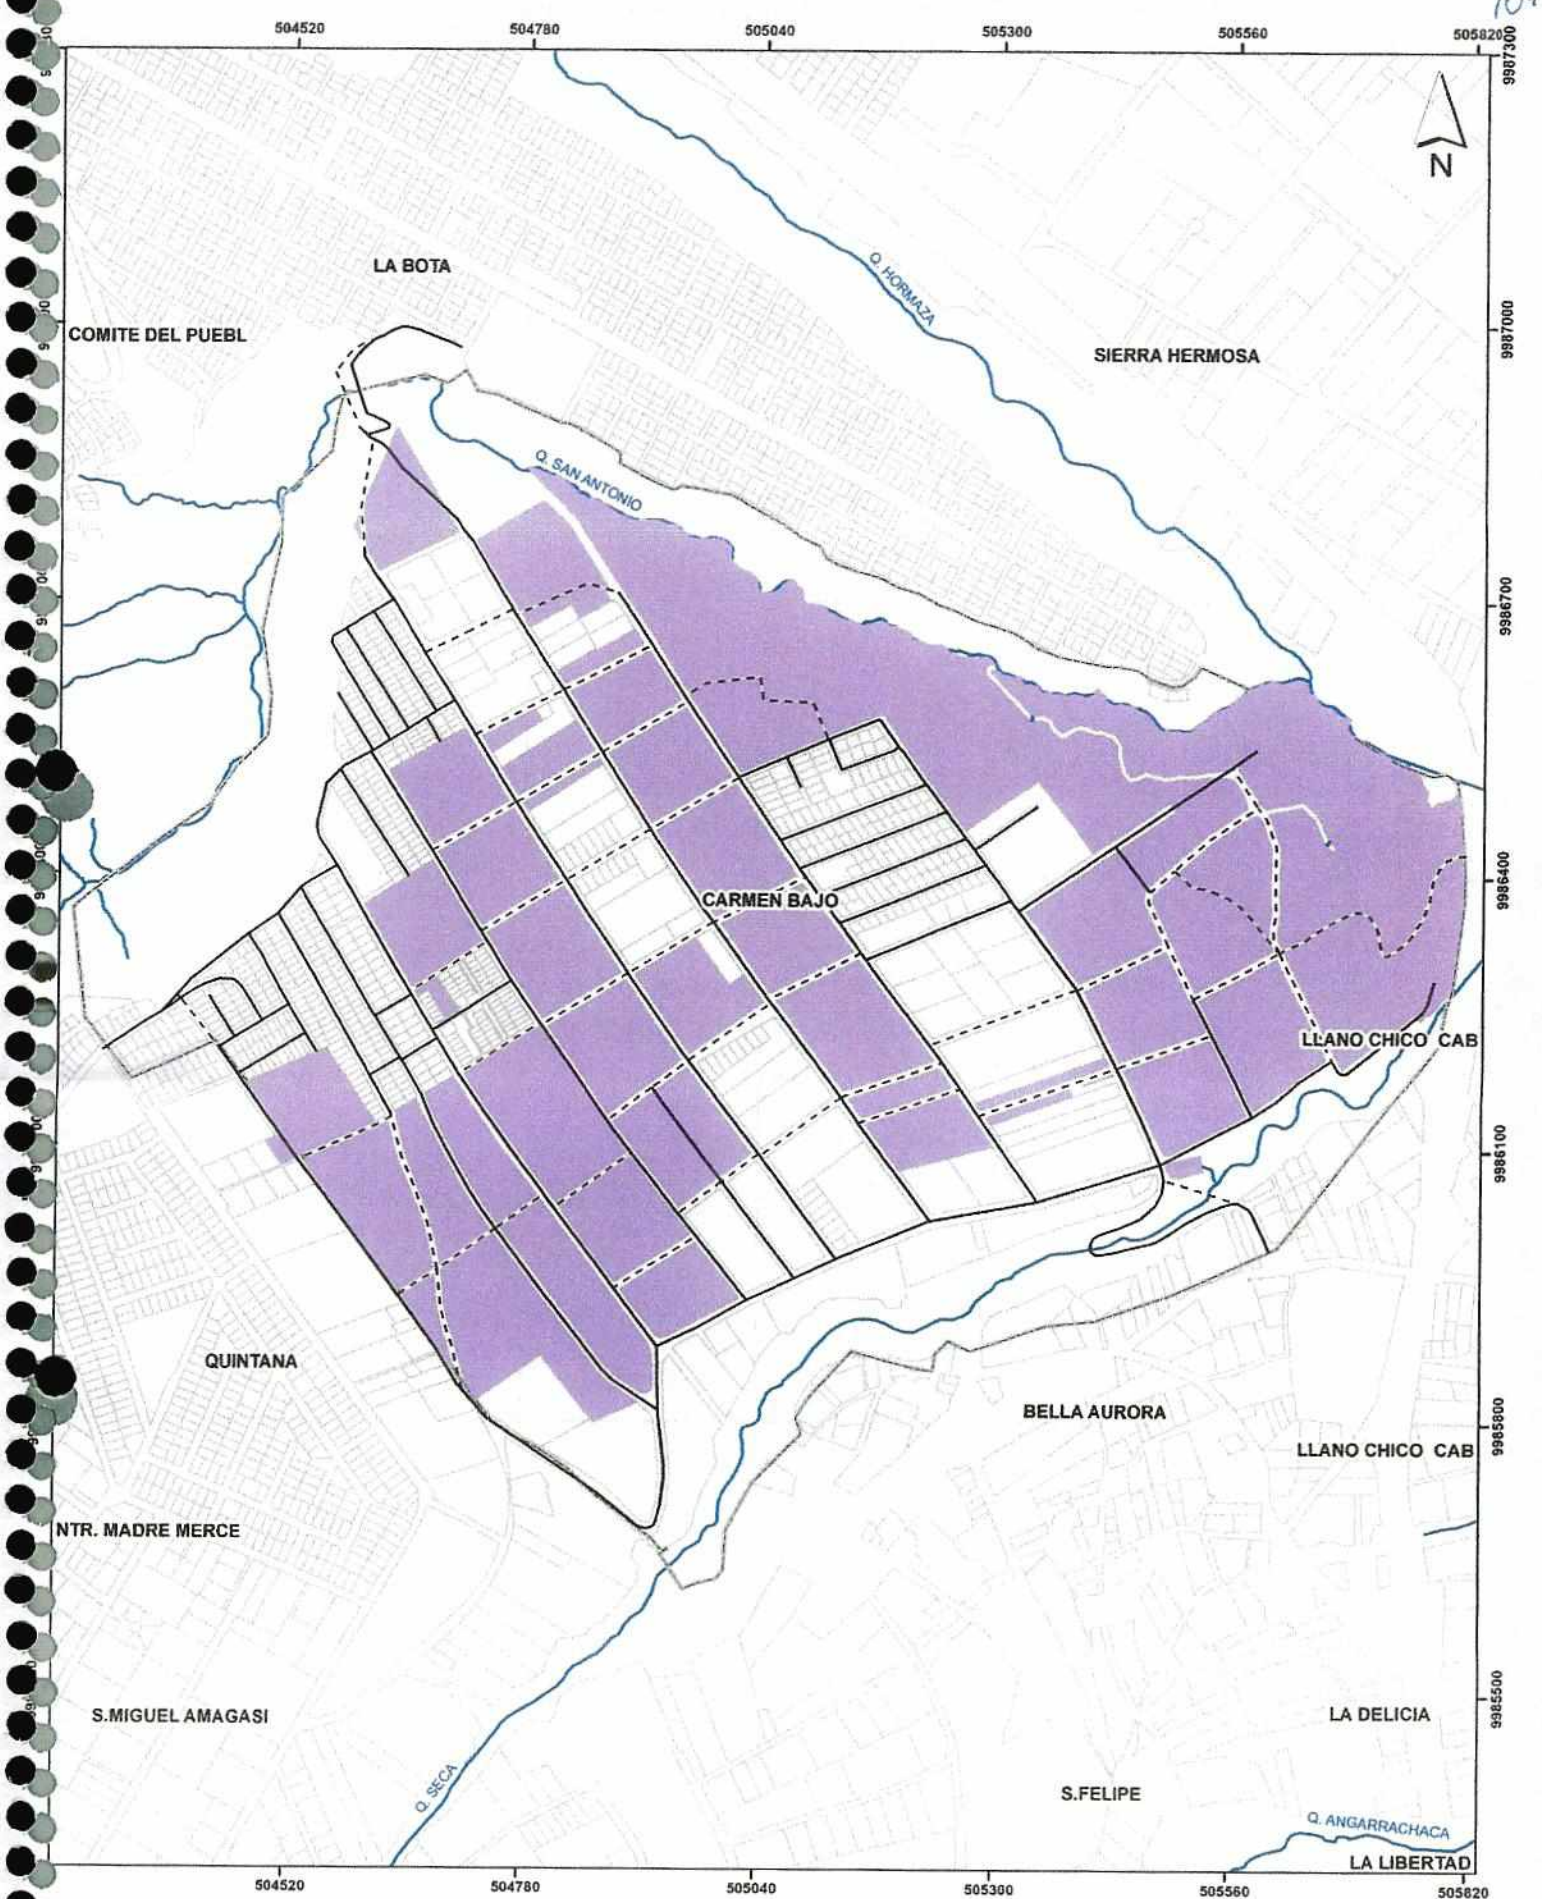 504520 504780 505040 505300 505560 505820
9987300
N
LA BOTA
Q. HORMAZA
COMITE DEL PUEBL
9987000
SIERRA HERMOSA
Q. SAN ANTONIO
9986700
CARMEN BAJO
9986400
LLANO CHICO CAB
9986100
QUINTANA
BELLA AURORA
9985800
LLANO CHICO CAB
NTR. MADRE MERCE
S.MIGUEL AMAGASI
9985500
LA DELICIA
Q. SECA
S.FELIPE
Q. ANGARRACHACA
LA LIBERTAD
504520 504780 505040 505300 505560 505820